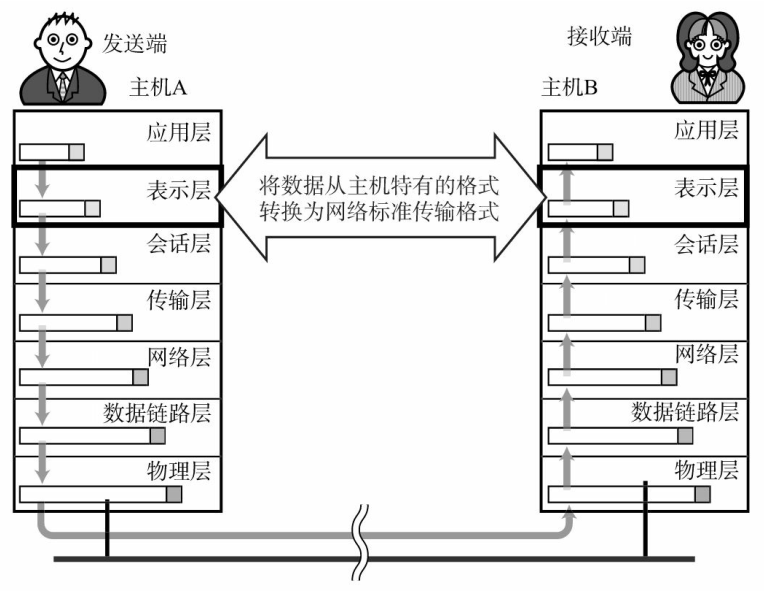 发送端
主机A
接收端
主机B
应用层
表示层
会话层
传输层
网络层
数据链路层
物理层
将数据从主机特有的格式
转换为网络标准传输格式
应用层
表示层
会话层
传输层
网络层
数据链路层
物理层